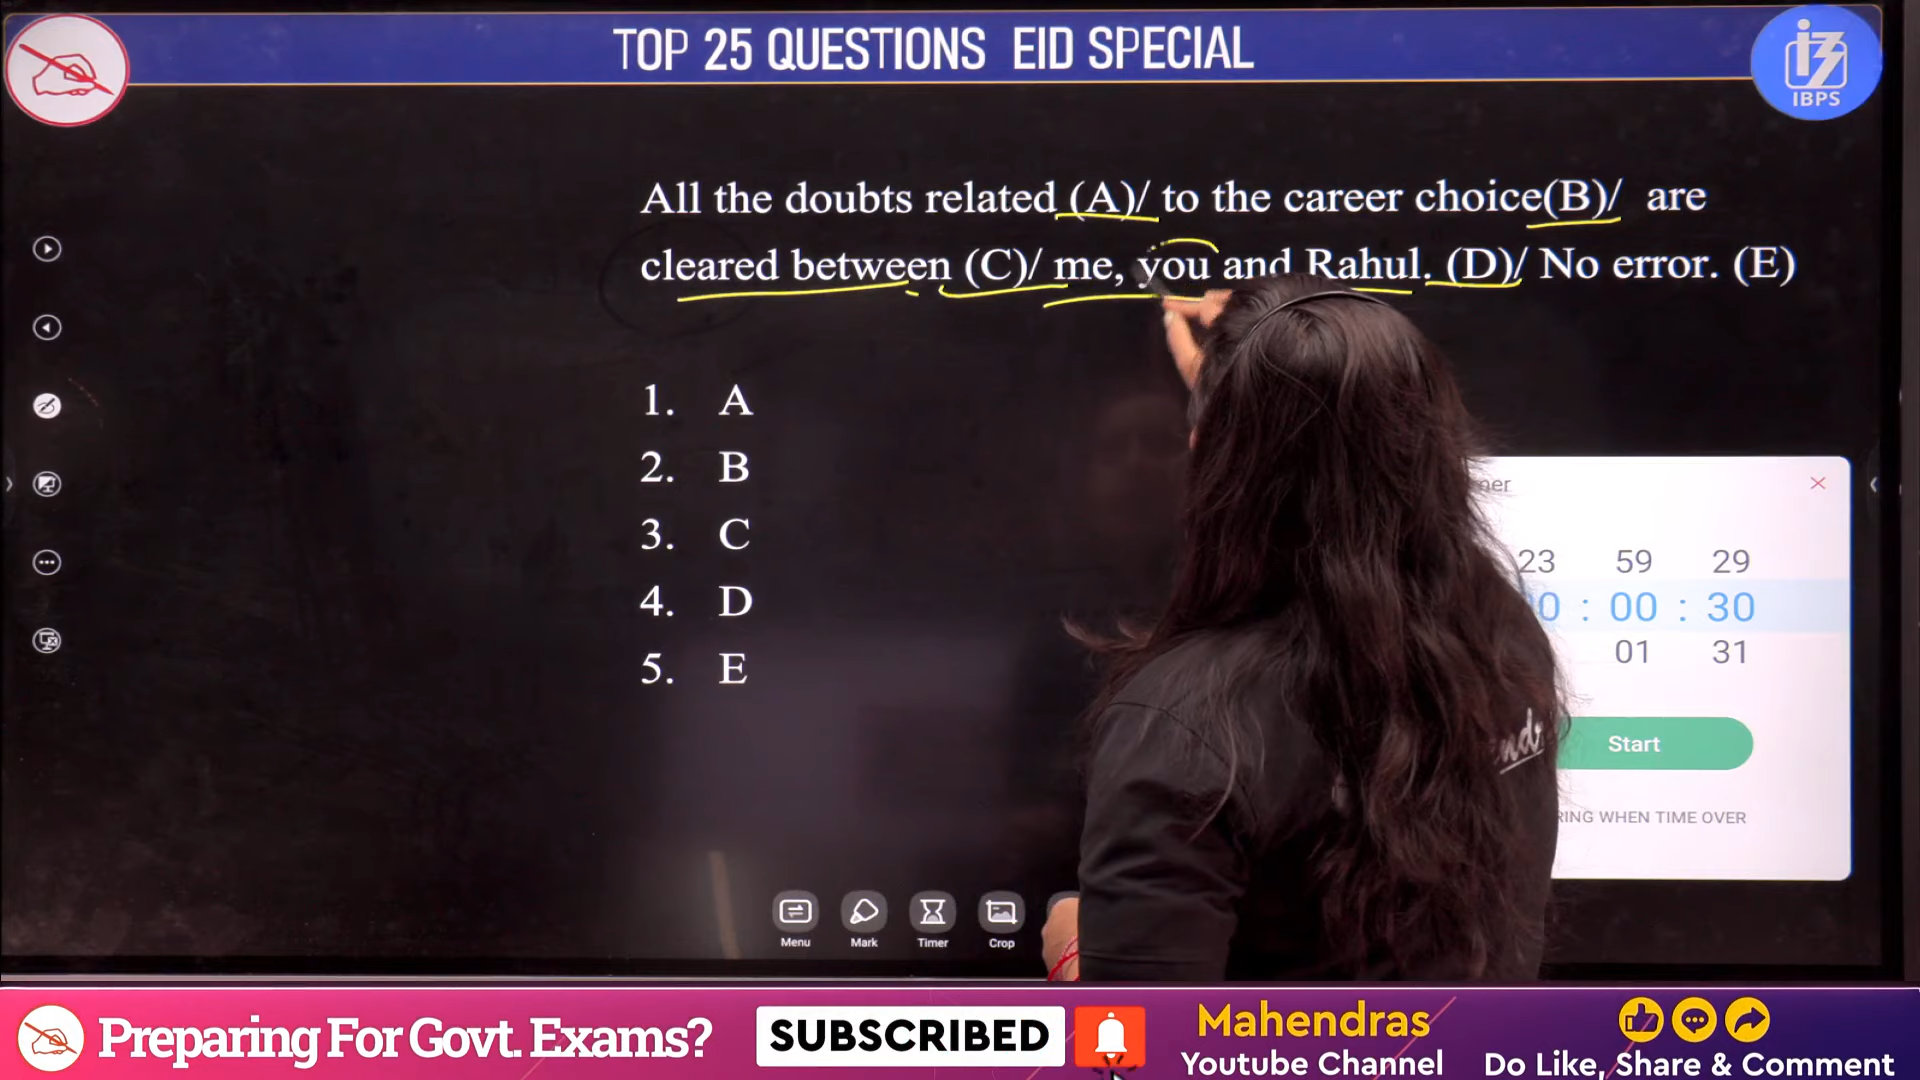 TOP 25 QUESTIONS EID SPECIAL
IBPS
All the doubts related (A)/ to the career choice(B)/ are
cleared between (C)/ me, you and Rahul. (D)/ No error. (E)
1. A
2. B
3. C
4. D
5. E
23 59 29
0 : 00 : 30
01 31
Start
RING WHEN TIME OVER
Menu Mark Timer Crop
Preparing For Govt. Exams?
SUBSCRIBED
Mahendras
Youtube Channel
Do Like, Share & Comment